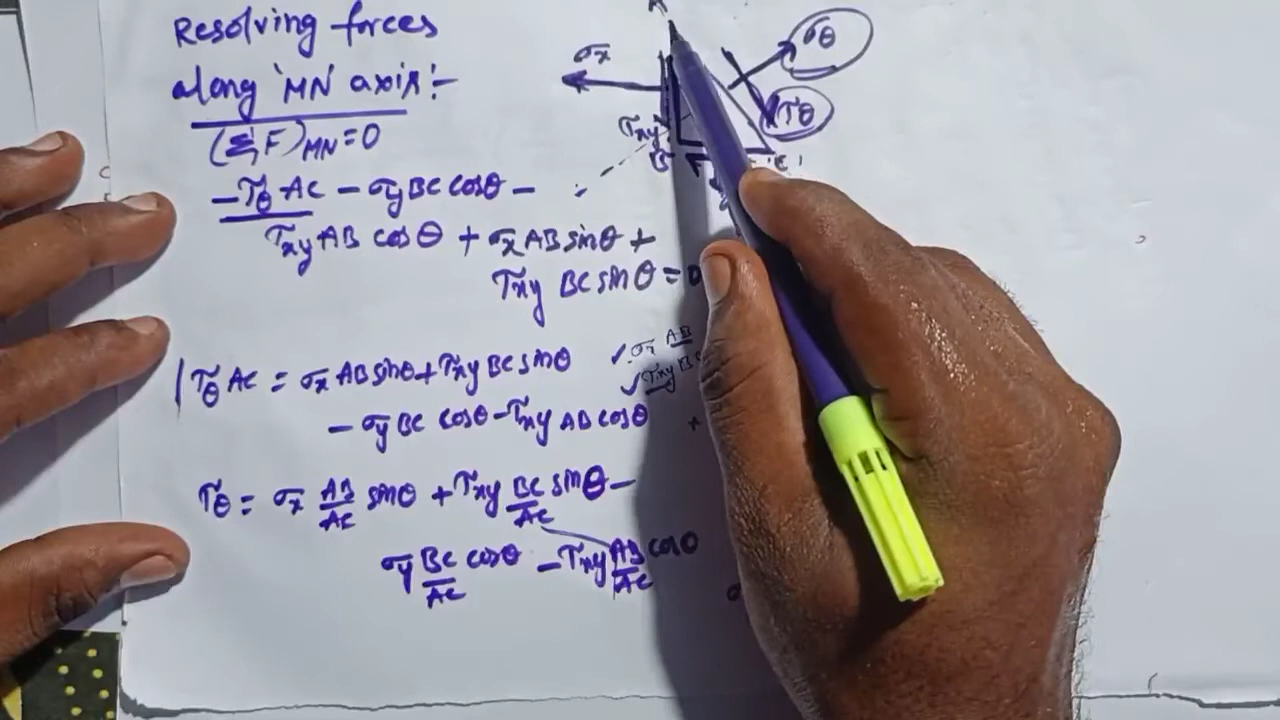 Resolving forces
along 'MN' axis:-
(ΣF)MN=0
-τθ AC - σy BC cosθ -
τxy AB cosθ + σx AB sinθ +
τxy BC sinθ = 0
τθ AC = σx AB sinθ + τxy BC sinθ
- σy BC cosθ - τxy AB cosθ
τθ = σx AB/AC sinθ + τxy BC/AC sinθ -
σy BC/AC cosθ - τxy AB/AC cosθ
σx
σθ
τθ
τxy
σx AB
τxy B